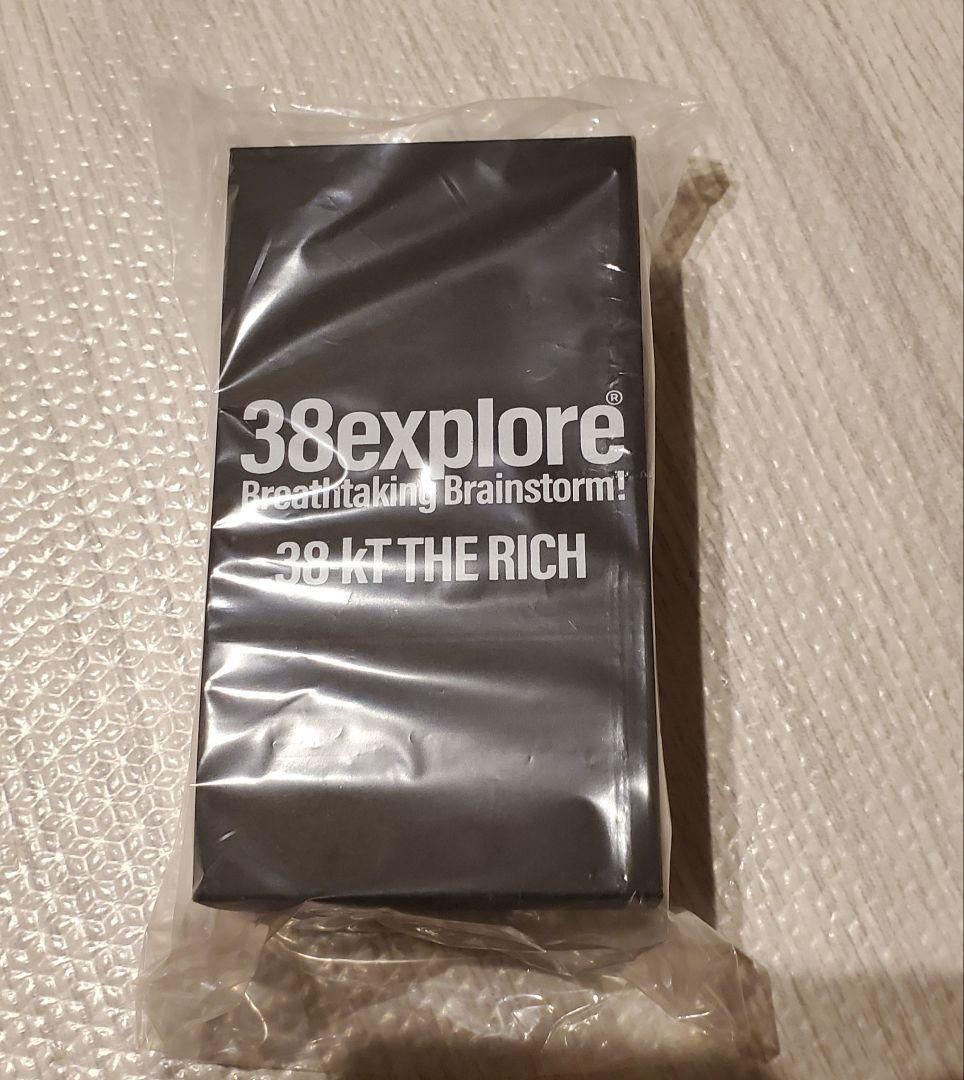 38explore®
Breathtaking Brainstorm!
38 kT THE RICH